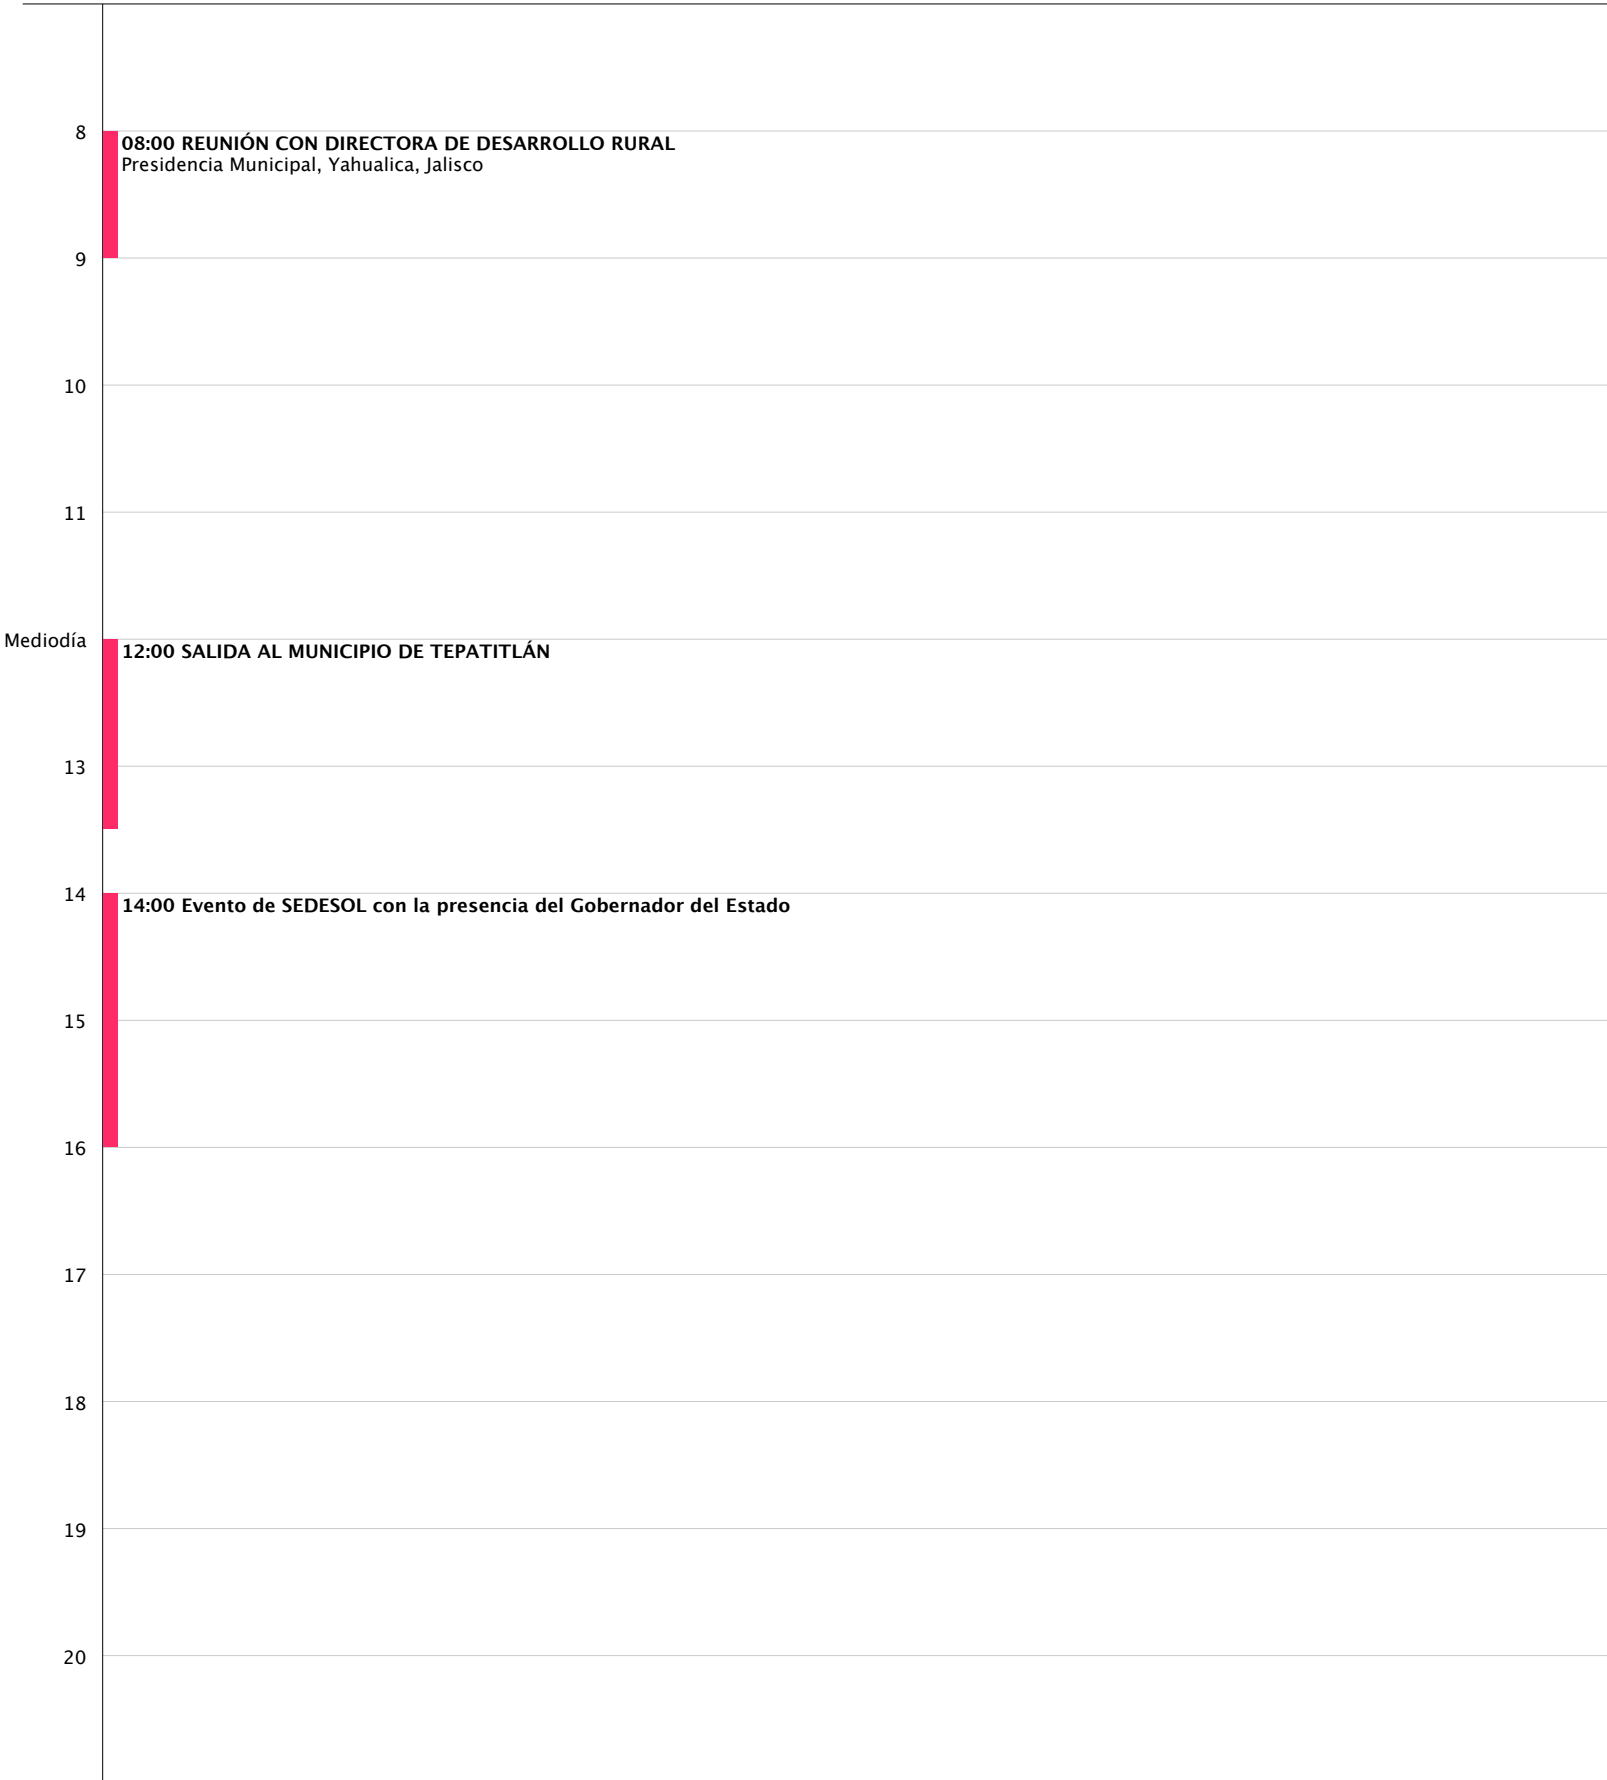 8
08:00 REUNIÓN CON DIRECTORA DE DESARROLLO RURAL
Presidencia Municipal, Yahualica, Jalisco
9
10
11
Mediodía
12:00 SALIDA AL MUNICIPIO DE TEPATITLÁN
13
14
14:00 Evento de SEDESOL con la presencia del Gobernador del Estado
15
16
17
18
19
20